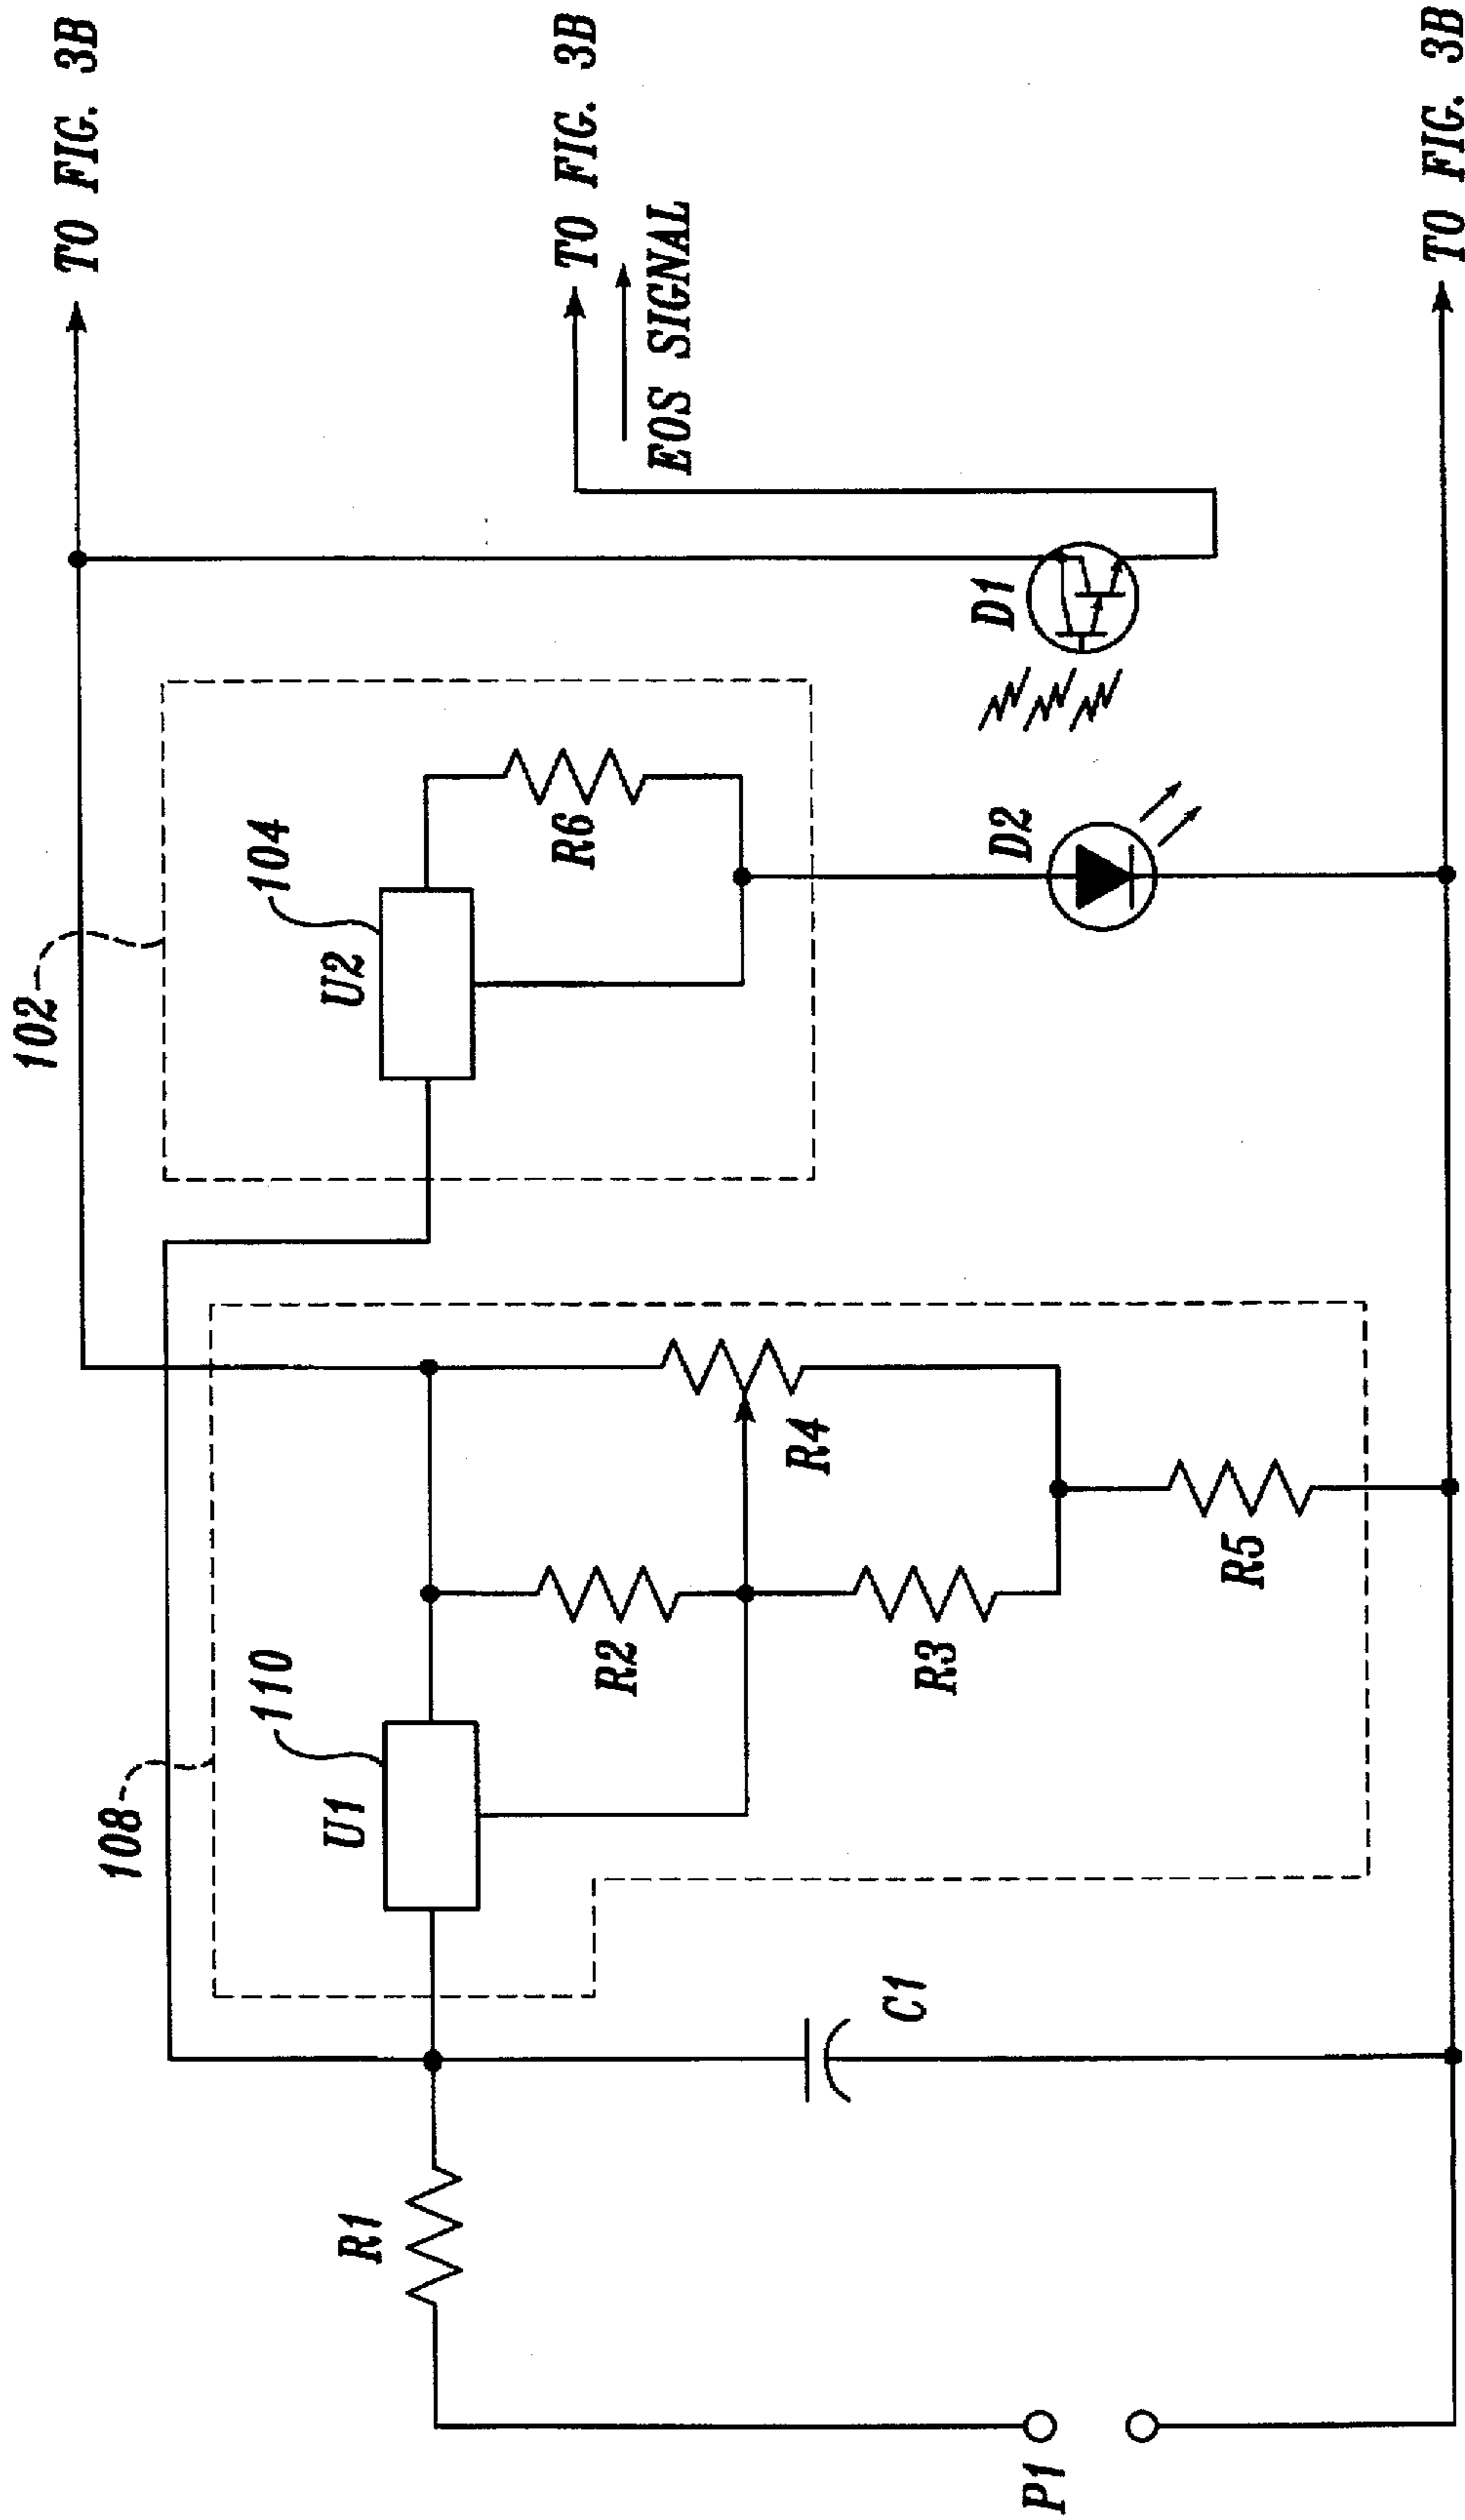 TO FIG. 3B
TO FIG. 3B
EOS SIGNAL
TO FIG. 3B
102
104
U2
R6
D1
D2
108
110
U1
R2
R4
R3
R5
R1
C1
P1